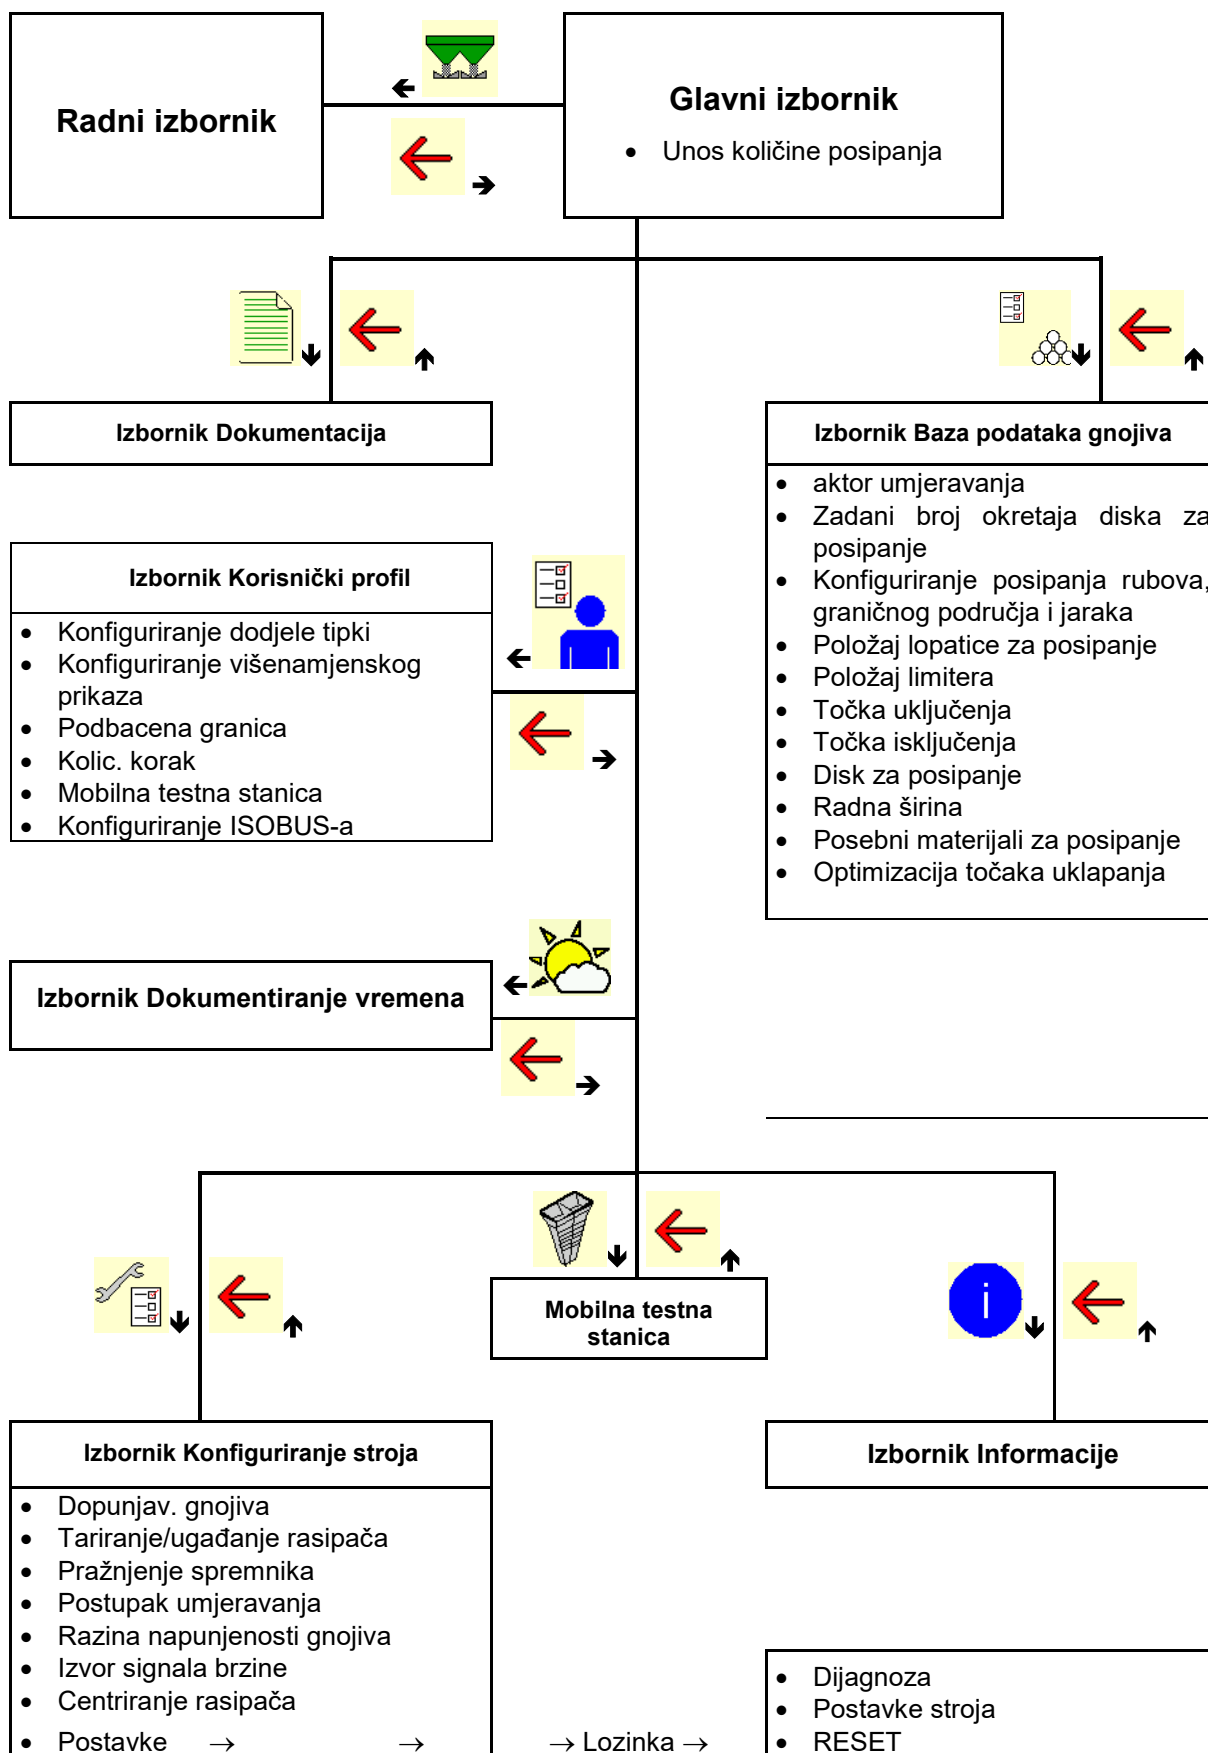 Radni izbornik
Glavni izbornik
• Unos količine posipanja
Izbornik Dokumentacija
Izbornik Baza podataka gnojiva
• aktor umjeravanja
• Zadani broj okretaja diska za
posipanje
• Konfiguriranje posipanja rubova,
graničnog područja i jaraka
• Položaj lopatice za posipanje
• Položaj limitera
• Točka uključenja
• Točka isključenja
• Disk za posipanje
• Radna širina
• Posebni materijali za posipanje
• Optimizacija točaka uklapanja
Izbornik Korisnički profil
• Konfiguriranje dodjele tipki
• Konfiguriranje višenamjenskog
prikaza
• Podbacena granica
• Kolic. korak
• Mobilna testna stanica
• Konfiguriranje ISOBUS-a
Izbornik Dokumentiranje vremena
Mobilna testna
stanica
i
Izbornik Konfiguriranje stroja
• Dopunjav. gnojiva
• Tariranje/ugađanje rasipača
• Pražnjenje spremnika
• Postupak umjeravanja
• Razina napunjenosti gnojiva
• Izvor signala brzine
• Centriranje rasipača
• Postavke → → → Lozinka →
Izbornik Informacije
• Dijagnoza
• Postavke stroja
• RESET